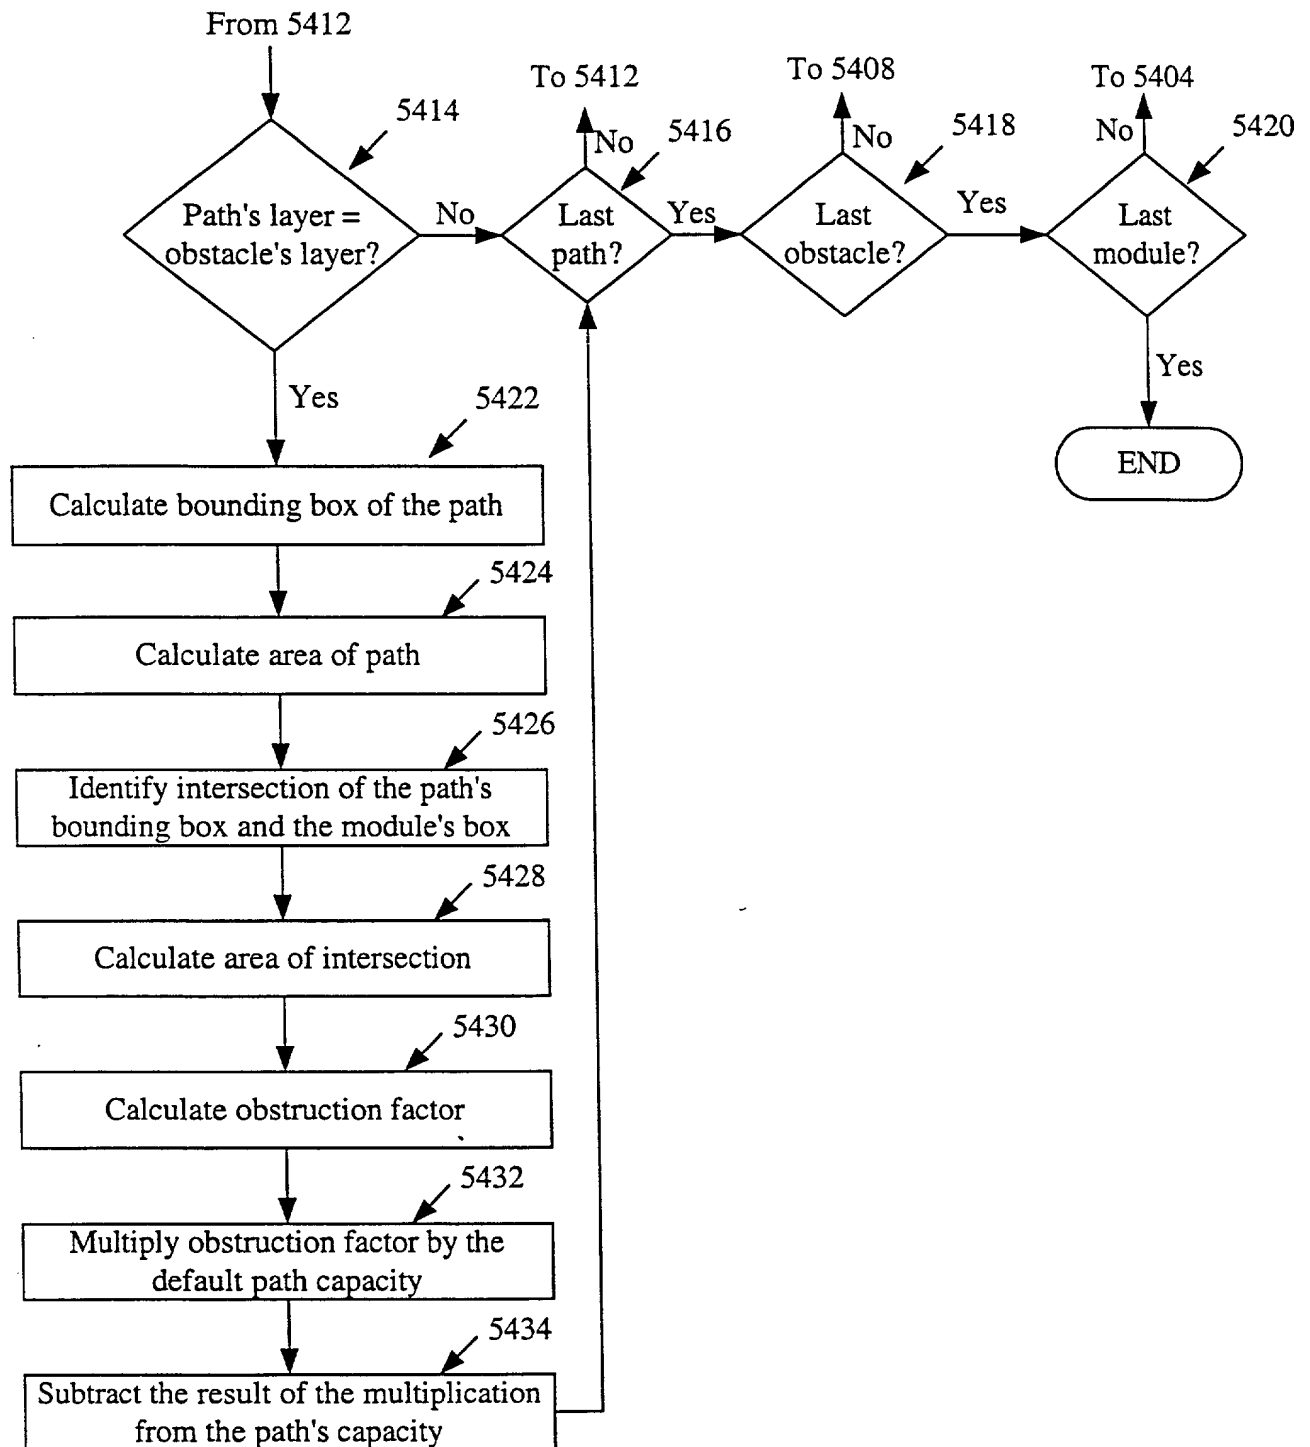 From 5412
To 5412
To 5408
To 5404
5414
5416
5418
5420
No
No
No
Path's layer =
obstacle's layer?
No
Last
path?
Yes
Last
obstacle?
Yes
Last
module?
Yes
Yes
END
5422
Calculate bounding box of the path
5424
Calculate area of path
5426
Identify intersection of the path's
bounding box and the module's box
5428
Calculate area of intersection
5430
Calculate obstruction factor
5432
Multiply obstruction factor by the
default path capacity
5434
Subtract the result of the multiplication
from the path's capacity